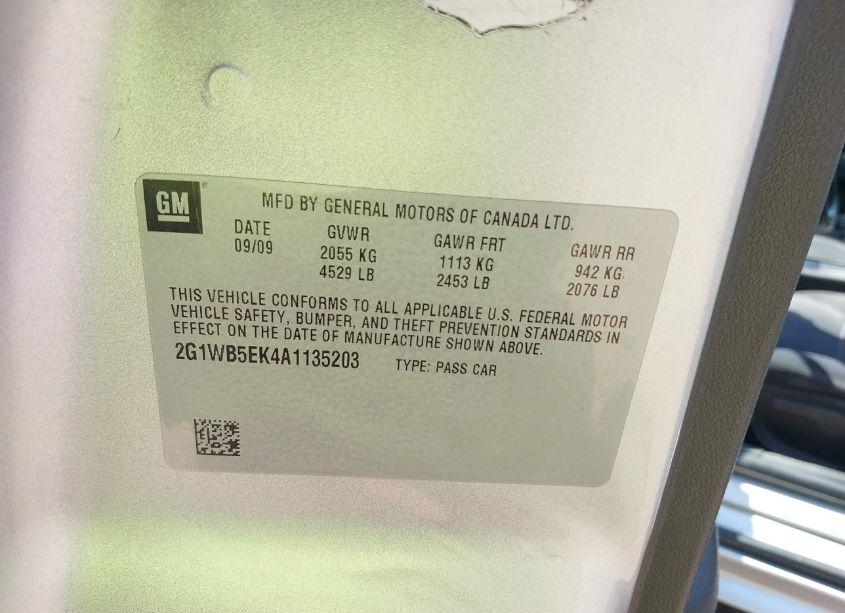 GM
MFD BY GENERAL MOTORS OF CANADA LTD.
DATE GVWR GAWR FRT GAWR RR
09/09 2055 KG 1113 KG 942 KG
4529 LB 2453 LB 2076 LB
THIS VEHICLE CONFORMS TO ALL APPLICABLE U.S. FEDERAL MOTOR
VEHICLE SAFETY, BUMPER, AND THEFT PREVENTION STANDARDS IN
EFFECT ON THE DATE OF MANUFACTURE SHOWN ABOVE.
2G1WB5EK4A1135203 TYPE: PASS CAR